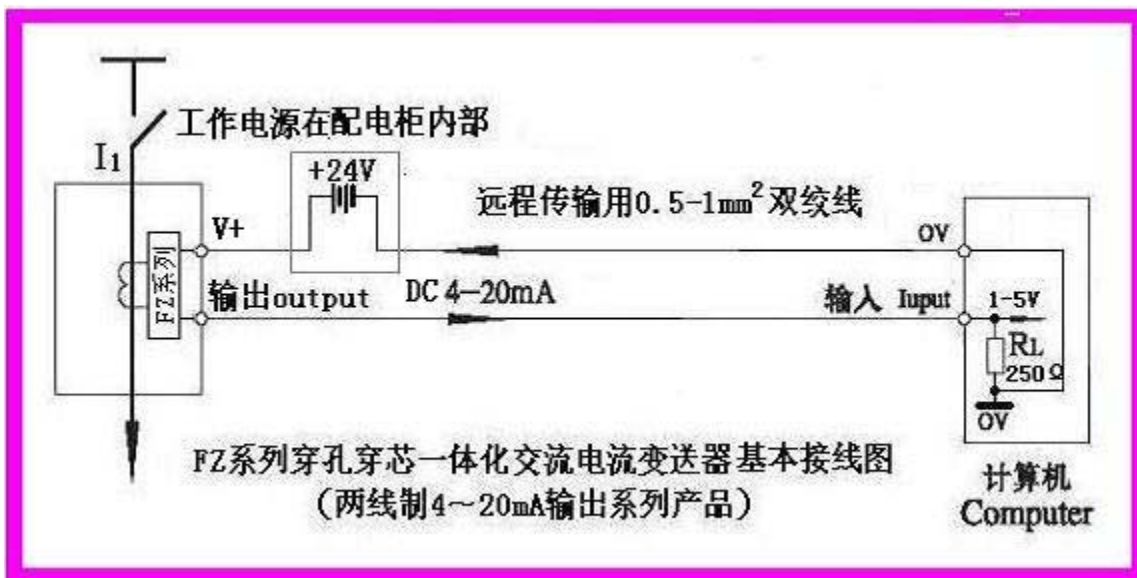 工作电源在配电柜内部
I1
+24V
远程传输用0.5-1mm²双绞线
V+
OV
FZ系列
输出output
DC 4-20mA
输入 Iuput
1-5V
RL
250Ω
OV
FZ系列穿孔穿芯一体化交流电流变送器基本接线图
(两线制4～20mA输出系列产品)
计算机
Computer